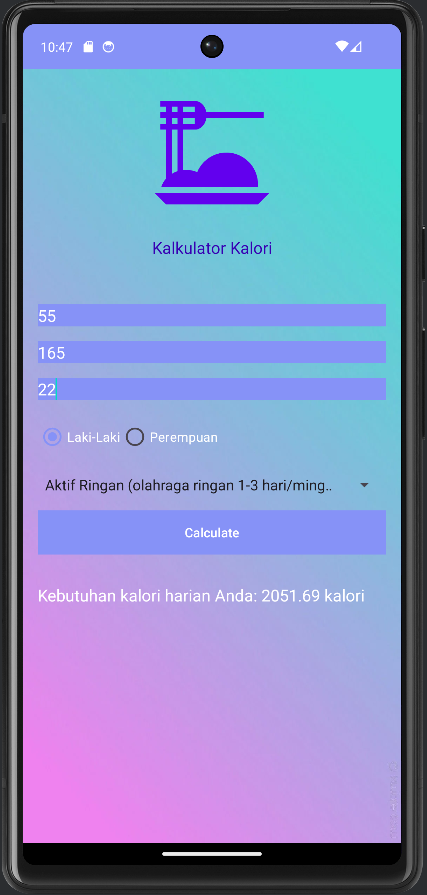 10:47
Kalkulator Kalori
55
165
22
Laki-Laki Perempuan
Aktif Ringan (olahraga ringan 1-3 hari/ming..
Calculate
Kebutuhan kalori harian Anda: 2051.69 kalori